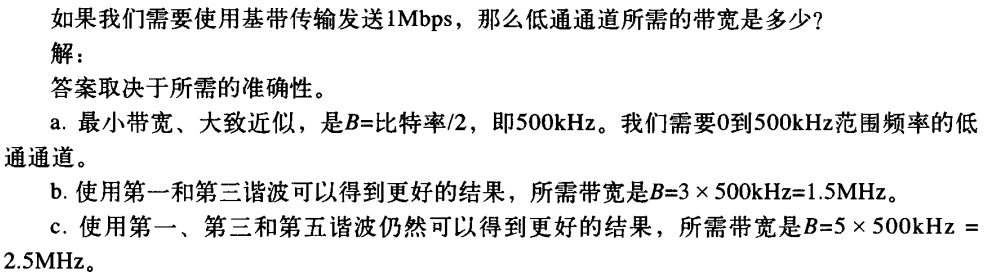 如果我们需要使用基带传输发送1Mbps，那么低通通道所需的带宽是多少？
解：
答案取决于所需的准确性。
a. 最小带宽、大致近似，是B=比特率/2，即500kHz。我们需要0到500kHz范围频率的低
通通道。
b. 使用第一和第三谐波可以得到更好的结果，所需带宽是B=3×500kHz=1.5MHz。
c. 使用第一、第三和第五谐波仍然可以得到更好的结果，所需带宽是B=5×500kHz =
2.5MHz。